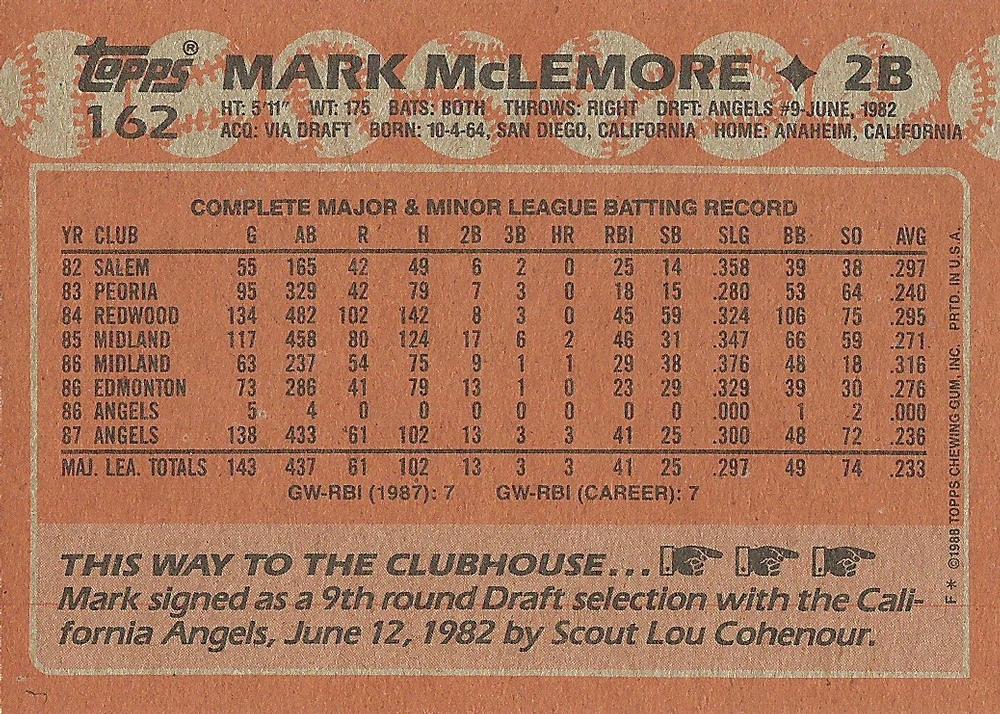 Topps®
162
MARK McLEMORE ✦ 2B
HT: 5'11" WT: 175 BATS: BOTH THROWS: RIGHT DRFT: ANGELS #9-JUNE, 1982
ACQ: VIA DRAFT BORN: 10-4-64, SAN DIEGO, CALIFORNIA HOME: ANAHEIM, CALIFORNIA
COMPLETE MAJOR & MINOR LEAGUE BATTING RECORD
YR CLUB G AB R H 2B 3B HR RBI SB SLG BB SO AVG
82 SALEM 55 165 42 49 6 2 0 25 14 .358 39 38 .297
83 PEORIA 95 329 42 79 7 3 0 18 15 .280 53 64 .240
84 REDWOOD 134 482 102 142 8 3 0 45 59 .324 106 75 .295
85 MIDLAND 117 458 80 124 17 6 2 46 31 .347 66 59 .271
86 MIDLAND 63 237 54 75 9 1 1 29 38 .376 48 18 .316
86 EDMONTON 73 286 41 79 13 1 0 23 29 .329 39 30 .276
86 ANGELS 5 4 0 0 0 0 0 0 0 .000 1 2 .000
87 ANGELS 138 433 61 102 13 3 3 41 25 .300 48 72 .236
MAJ. LEA. TOTALS 143 437 61 102 13 3 3 41 25 .297 49 74 .233
GW-RBI (1987): 7 GW-RBI (CAREER): 7
THIS WAY TO THE CLUBHOUSE...
Mark signed as a 9th round Draft selection with the Cali-
fornia Angels, June 12, 1982 by Scout Lou Cohenour.
F * ©1988 TOPPS CHEWING GUM, INC. PRTD. IN U.S.A.